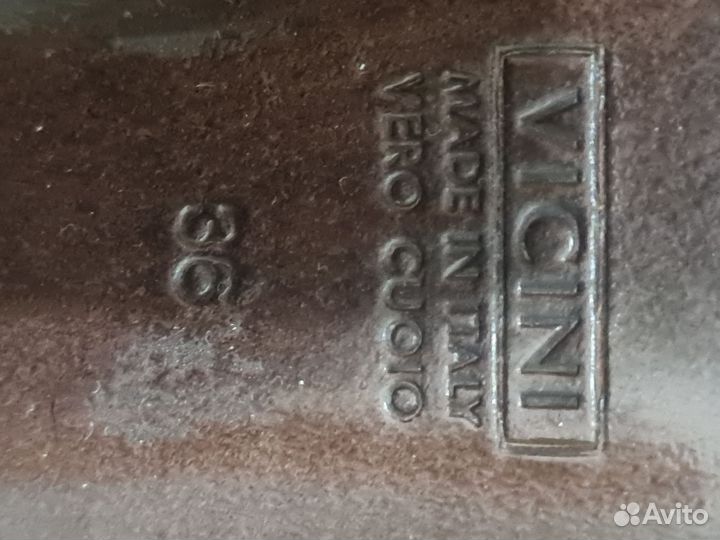 VICINI
MADE IN ITALY
VERO CUOIO
36
Avito